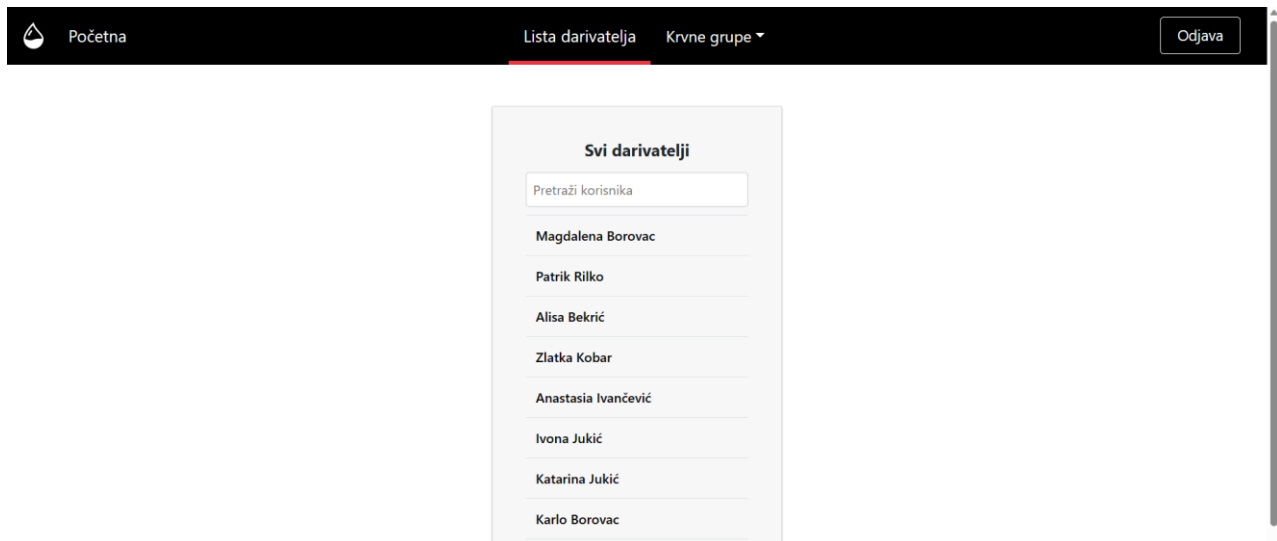 Početna
Lista darivatelja
Krvne grupe
Odjava
Svi darivatelji
Pretraži korisnika
Magdalena Borovac
Patrik Rilko
Alisa Bekrić
Zlatka Kobar
Anastasia Ivančević
Ivona Jukić
Katarina Jukić
Karlo Borovac